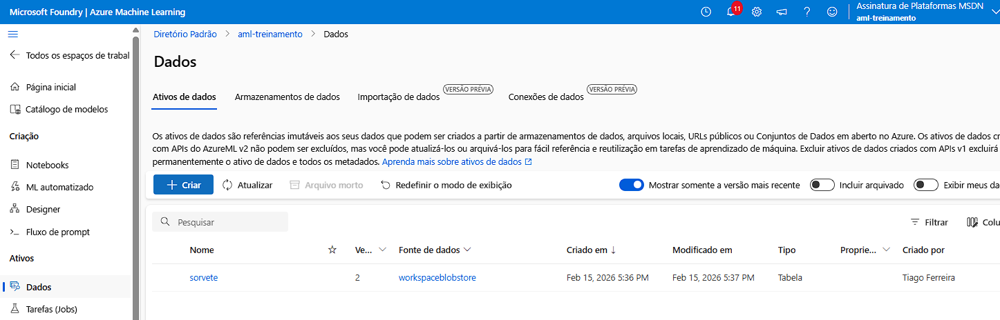 Microsoft Foundry | Azure Machine Learning
11
Assinatura de Plataformas MSDN
aml-treinamento
Todos os espaços de trabal
Página inicial
Catálogo de modelos
Criação
Notebooks
ML automatizado
Designer
Fluxo de prompt
Ativos
Dados
Tarefas (Jobs)
Diretório Padrão > aml-treinamento > Dados
Dados
Ativos de dados Armazenamentos de dados Importação de dados VERSÃO PRÉVIA Conexões de dados VERSÃO PRÉVIA
Os ativos de dados são referências imutáveis aos seus dados que podem ser criados a partir de armazenamentos de dados, arquivos locais, URLs públicos ou Conjuntos de Dados em aberto no Azure. Os ativos de dados cr
com APIs do AzureML v2 não podem ser excluídos, mas você pode atualizá-los ou arquivá-los para fácil referência e reutilização em tarefas de aprendizado de máquina. Excluir ativos de dados criados com APIs v1 excluirá
permanentemente o ativo de dados e todos os metadados. Aprenda mais sobre ativos de dados
Criar Atualizar Arquivo morto Redefinir o modo de exibição Mostrar somente a versão mais recente Incluir arquivado Exibir meus da
Pesquisar Filtrar Colu
Nome Ve... Fonte de dados Criado em Modificado em Tipo Proprie... Criado por
sorvete 2 workspaceblobstore Feb 15, 2026 5:36 PM Feb 15, 2026 5:37 PM Tabela Tiago Ferreira